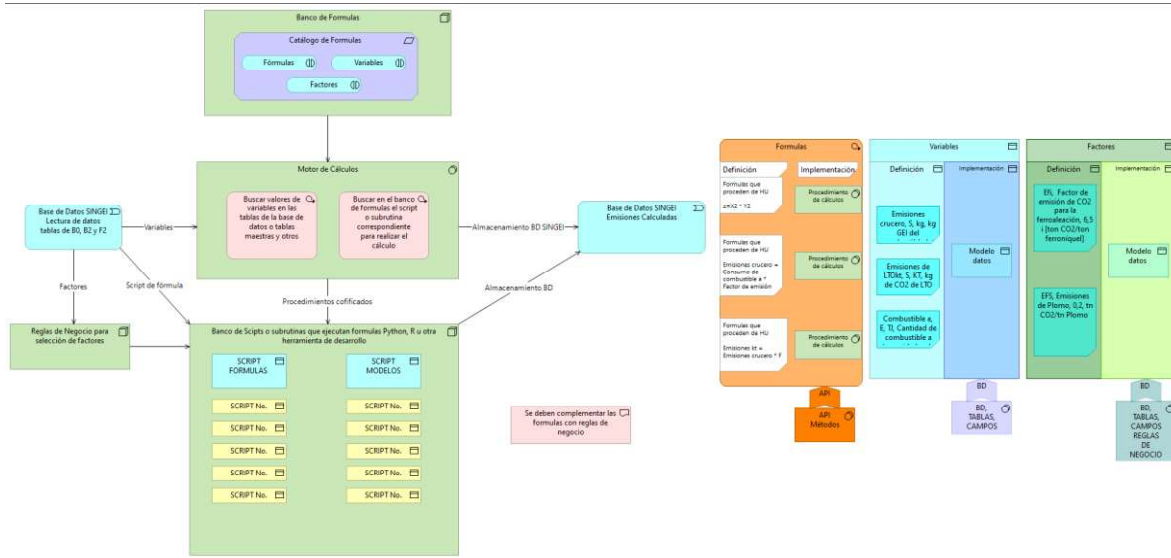 Banco de Formulas
Catálogo de Formulas
Fórmulas
Variables
Factores
Motor de Cálculos
Buscar valores de
variables en las
tablas de la base de
datos o tablas
maestras y otros
Buscar en el banco
de formulas el script
o subrutina
correspondiente
para realizar el
cálculo
Base de Datos SINGEI
Lectura de datos
tablas de B0, B2 y F2
Variables
Almacenamiento BD SINGEI
Base de Datos SINGEI
Emisiones Calculadas
Factores
Script de fórmula
Procedimientos cofificados
Almacenamiento BD
Reglas de Negocio para
selección de factores
Banco de Scipts o subrutinas que ejecutan formulas Python, R u otra
herramienta de desarrollo
SCRIPT
FORMULAS
SCRIPT
MODELOS
SCRIPT No.
SCRIPT No.
SCRIPT No.
SCRIPT No.
SCRIPT No.
SCRIPT No.
SCRIPT No.
SCRIPT No.
SCRIPT No.
SCRIPT No.
Se deben complementar las
formulas con reglas de
negocio
Formulas
Definición
Implementación
Formulas que
proceden de HU
Procedimiento
de cálculos
Formulas que
proceden de HU
Emisiones crucero =
Consumo de
combustible a *
Factor de emisión
Procedimiento
de cálculos
Formulas que
proceden de HU
Emisiones kt =
Emisiones crucero * F
Procedimiento
de cálculos
API
API
Métodos
Variables
Definición
Implementación
Emisiones
crucero, S, kg, kg
GEI del
Emisiones de
LTOkt, S, KT, kg
de CO2 de LTO
Combustible a,
E, TJ, Cantidad de
combustible a
Modelo
datos
BD
BD,
TABLAS,
CAMPOS
Factores
Definición
Implementación
EFi, Factor de
emisión de CO2
para la
ferroaleación, 6,5
i [ton CO2/ton
ferroniquel]
EFS, Emisiones
de Plomo, 0,2, tn
CO2/tn Plomo
Modelo
datos
BD
BD,
TABLAS,
CAMPOS
REGLAS
DE
NEGOCIO